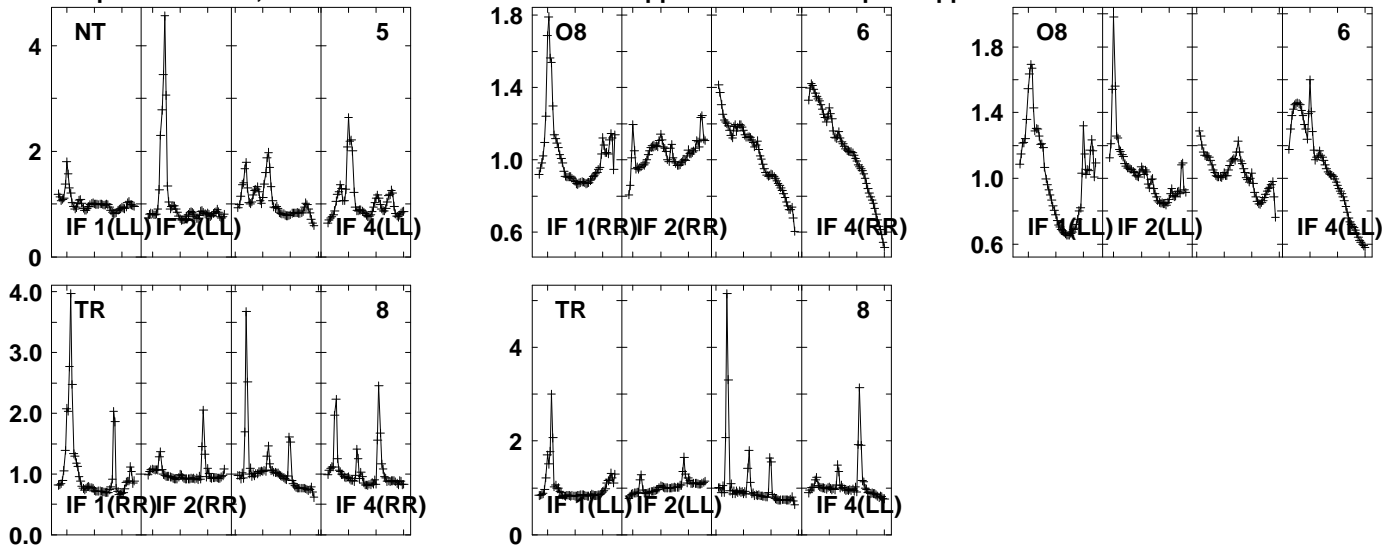 NT 5
4
2
0
IF 1(LL) IF 2(LL) IF 4(LL)
O8 6
1.8
1.4
1.0
0.6
IF 1(RR) IF 2(RR) IF 4(RR)
O8 6
1.8
1.4
1.0
0.6
IF 1(LL) IF 2(LL) IF 4(LL)
TR 8
4.0
3.0
2.0
1.0
0.0
IF 1(RR) IF 2(RR) IF 4(RR)
TR 8
4
2
0
IF 1(LL) IF 2(LL) IF 4(LL)